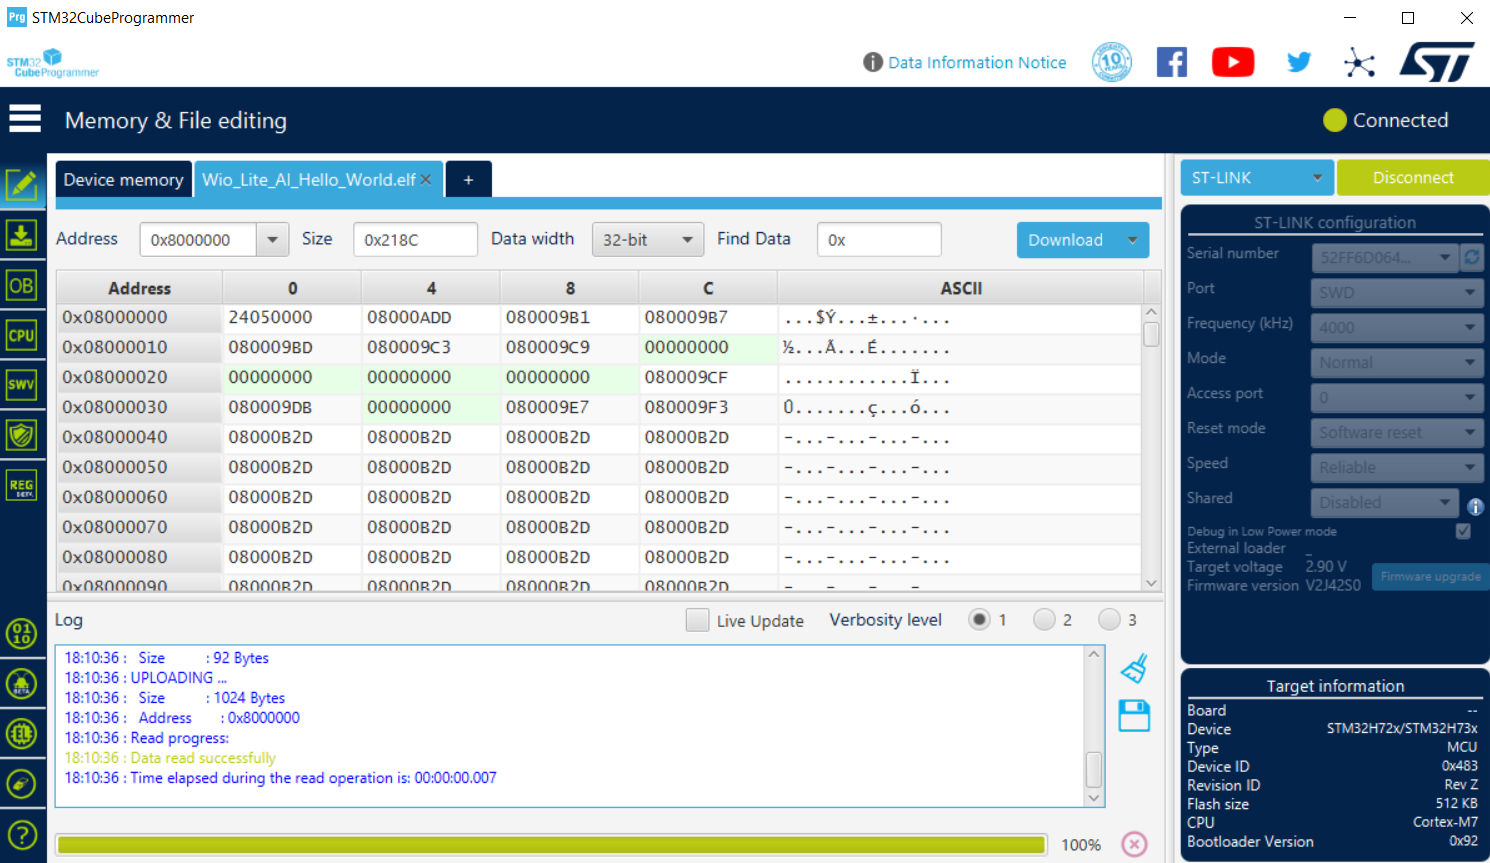 Prg STM32CubeProgrammer
STM32
CubeProgrammer
Data Information Notice
10
ST
Memory & File editing
Connected
Device memory
Wio_Lite_AI_Hello_World.elf
+
ST-LINK
Disconnect
Address 0x8000000 Size 0x218C Data width 32-bit Find Data 0x Download
Address 0 4 8 C ASCII
0x08000000 24050000 08000ADD 080009B1 080009B7 ...$Ý...±...·...
0x08000010 080009BD 080009C3 080009C9 00000000 ½...Ã...É.......
0x08000020 00000000 00000000 00000000 080009CF ............Ï...
0x08000030 080009DB 00000000 080009E7 080009F3 Û.......ç...ó...
0x08000040 08000B2D 08000B2D 08000B2D 08000B2D -...-...-...-...
0x08000050 08000B2D 08000B2D 08000B2D 08000B2D -...-...-...-...
0x08000060 08000B2D 08000B2D 08000B2D 08000B2D -...-...-...-...
0x08000070 08000B2D 08000B2D 08000B2D 08000B2D -...-...-...-...
0x08000080 08000B2D 08000B2D 08000B2D 08000B2D -...-...-...-...
0x08000090 08000B2D 08000B2D 08000B2D 08000B2D -...-...-...-...
OB
CPU
SWV
REG
BETA
01
10
BETA
EL
?
Log
Live Update
Verbosity level 1 2 3
18:10:36 : Size : 92 Bytes
18:10:36 : UPLOADING ...
18:10:36 : Size : 1024 Bytes
18:10:36 : Address : 0x8000000
18:10:36 : Read progress:
18:10:36 : Data read successfully
18:10:36 : Time elapsed during the read operation is: 00:00:00.007
100%
ST-LINK configuration
Serial number 52FF6D064...
Port SWD
Frequency (kHz) 4000
Mode Normal
Access port 0
Reset mode Software reset
Speed Reliable
Shared Disabled
Debug in Low Power mode
External loader _
Target voltage 2.90 V
Firmware version V2J42S0
Firmware upgrade
Target information
Board --
Device STM32H72x/STM32H73x
Type MCU
Device ID 0x483
Revision ID Rev Z
Flash size 512 KB
CPU Cortex-M7
Bootloader Version 0x92